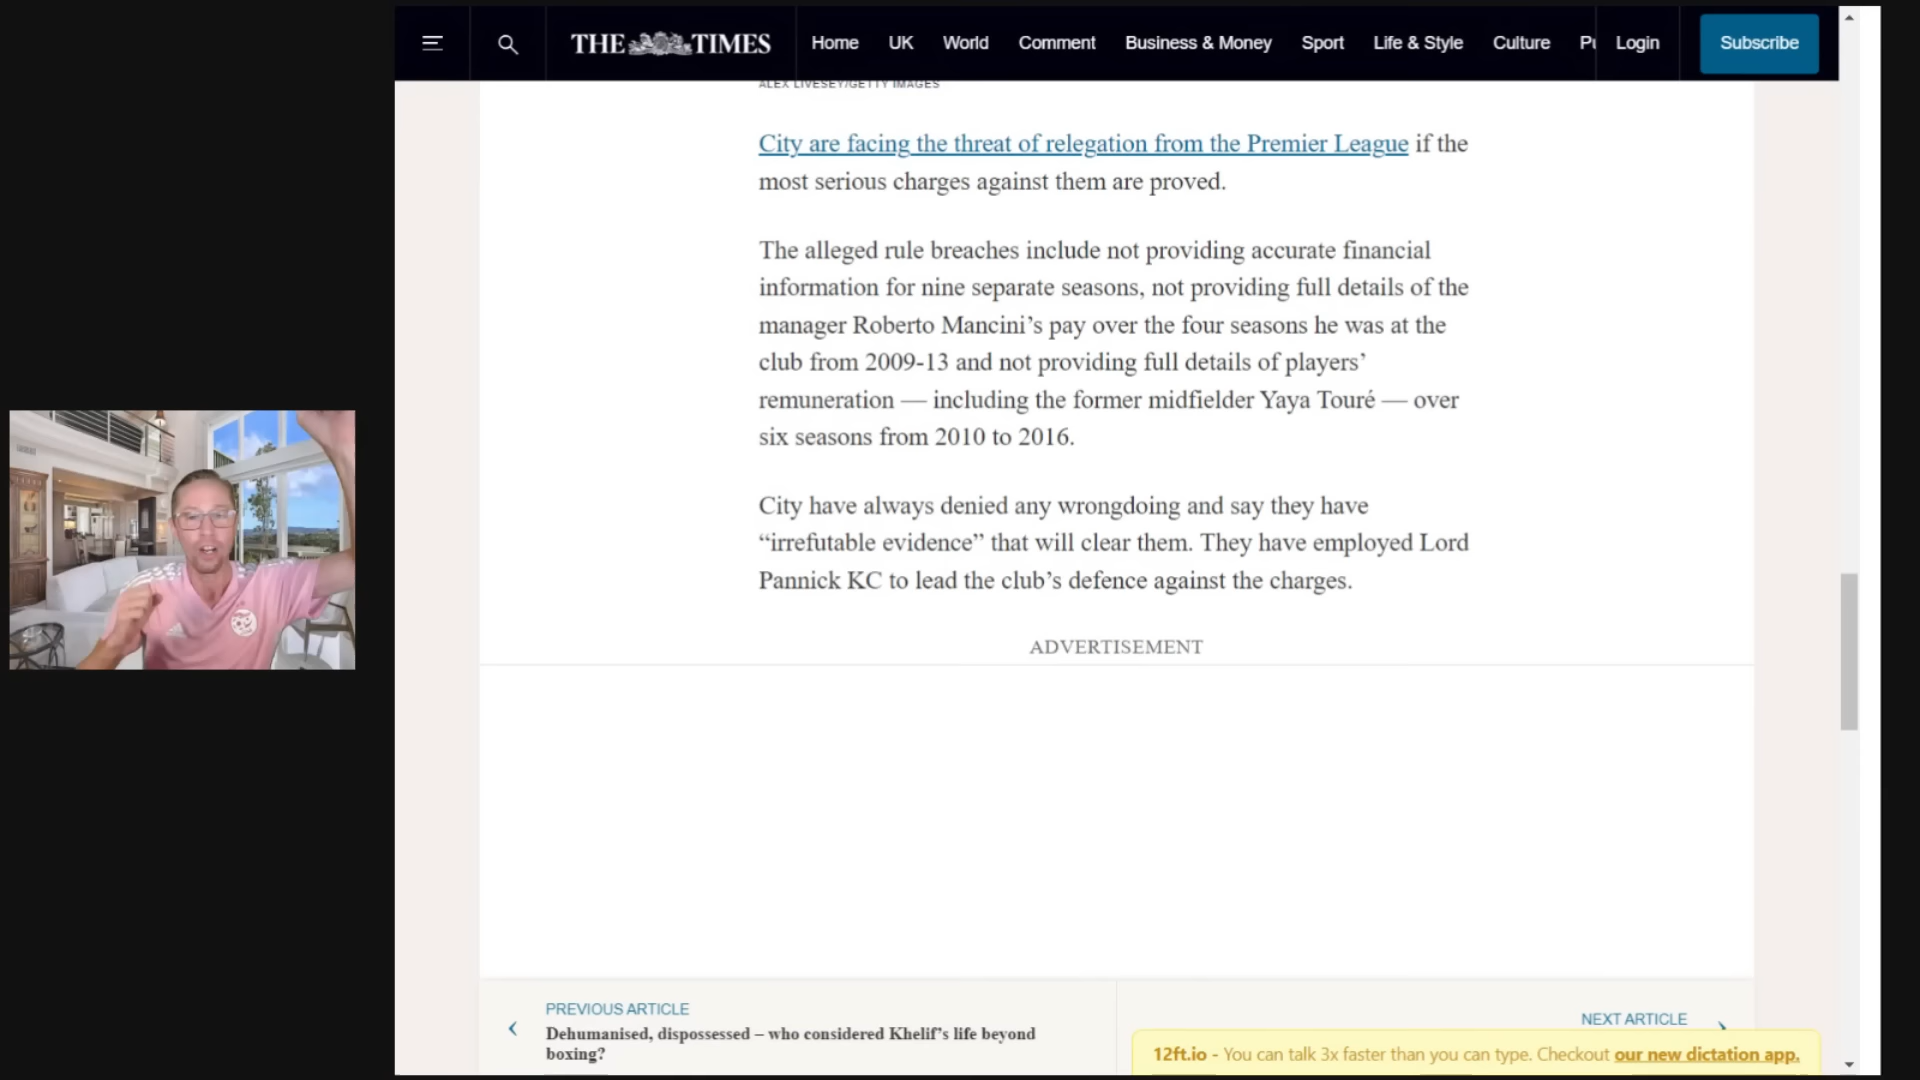 THE TIMES
Home UK World Comment Business & Money Sport Life & Style Culture Login Subscribe
ALEX LIVESEY/GETTY IMAGES
City are facing the threat of relegation from the Premier League if the
most serious charges against them are proved.
The alleged rule breaches include not providing accurate financial
information for nine separate seasons, not providing full details of the
manager Roberto Mancini’s pay over the four seasons he was at the
club from 2009-13 and not providing full details of players’
remuneration — including the former midfielder Yaya Touré — over
six seasons from 2010 to 2016.
City have always denied any wrongdoing and say they have
“irrefutable evidence” that will clear them. They have employed Lord
Pannick KC to lead the club’s defence against the charges.
ADVERTISEMENT
PREVIOUS ARTICLE
Dehumanised, dispossessed – who considered Khelif’s life beyond
boxing?
NEXT ARTICLE
12ft.io - You can talk 3x faster than you can type. Checkout our new dictation app.